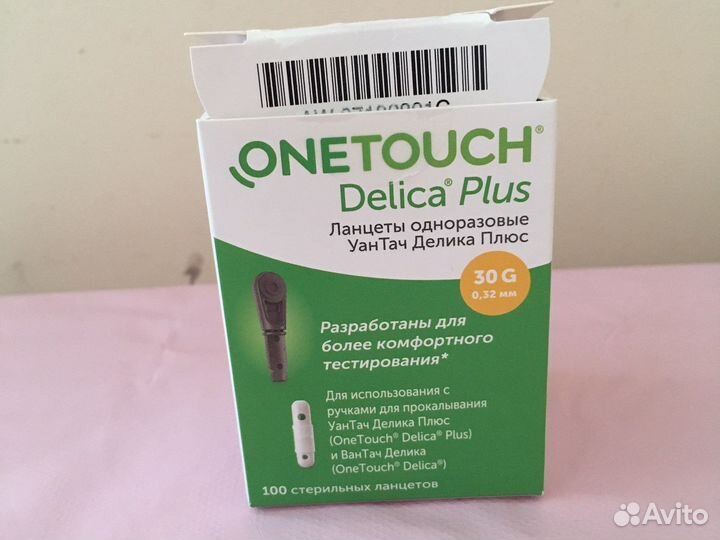 ONETOUCH®
Delica® Plus
Ланцеты одноразовые
УанТач Делика Плюс
30 G
0,32 мм
Разработаны для
более комфортного
тестирования*
Для использования с
ручками для прокалывания
УанТач Делика Плюс
(OneTouch® Delica® Plus)
и ВанТач Делика
(OneTouch® Delica®)
100 стерильных ланцетов
Avito